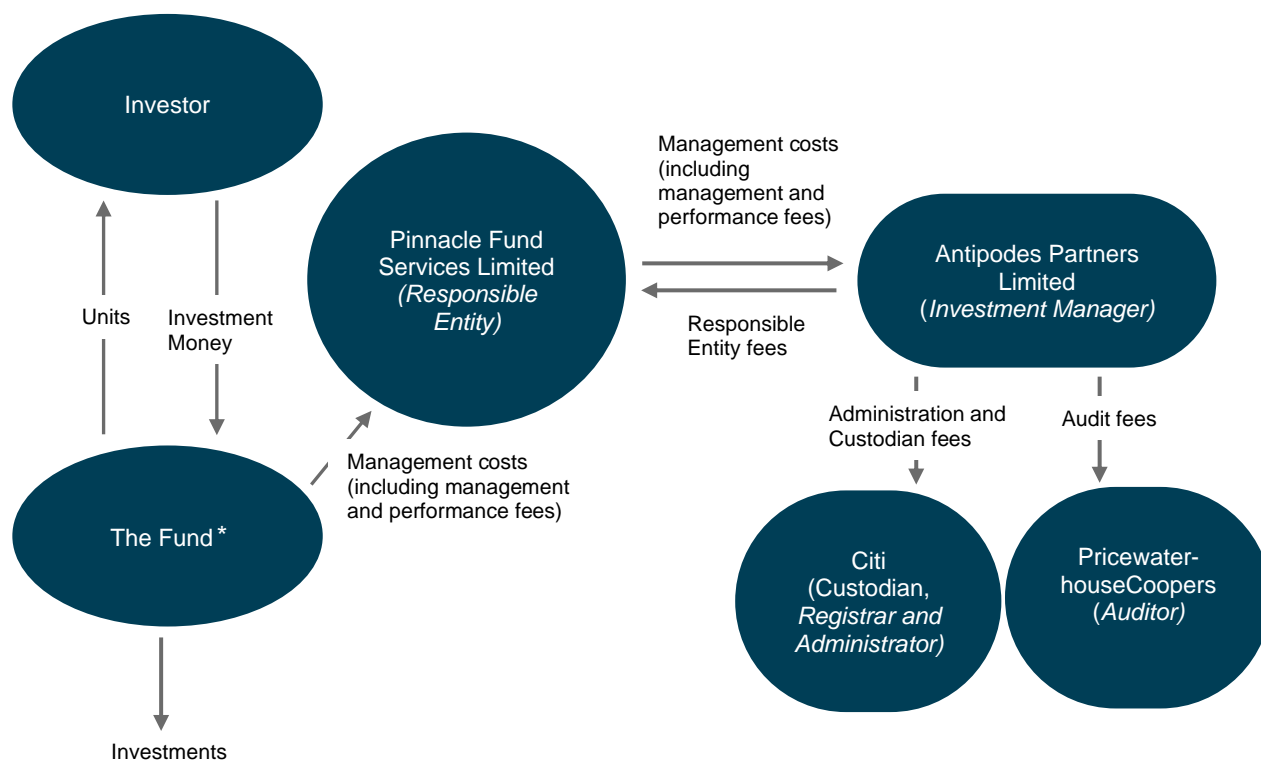 Investor
Units
Investment
Money
The Fund *
Investments
Pinnacle Fund
Services Limited
(Responsible
Entity)
Management costs
(including management
and performance fees)
Management costs
(including
management and
performance fees)
Responsible
Entity fees
Antipodes Partners
Limited
(Investment Manager)
Administration and
Custodian fees
Audit fees
Citi
(Custodian,
Registrar and
Administrator)
Pricewater-
houseCoopers
(Auditor)